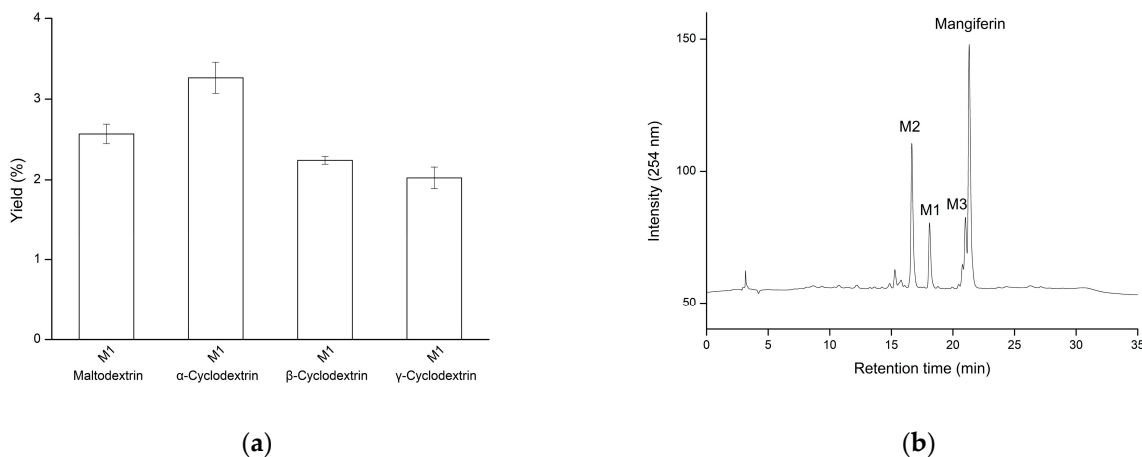 4
3
2
1
0
Yield (%)
M1 M1 M1 M1
Maltodextrin α-Cyclodextrin β-Cyclodextrin γ-Cyclodextrin
(a)
Mangiferin
150
M2
100
M1
M3
50
Intensity (254 nm)
0 5 10 15 20 25 30 35
Retention time (min)
(b)